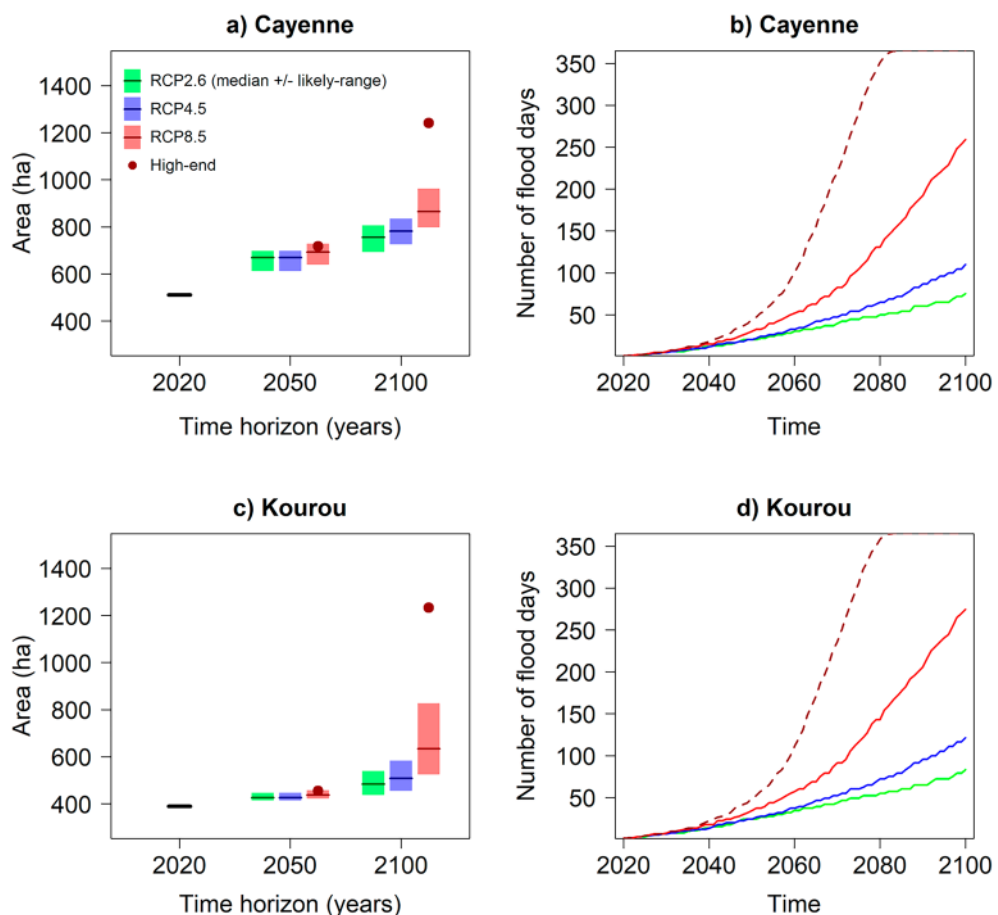 a) Cayenne
Area (ha)
1400
1200
1000
800
600
400
RCP2.6 (median +/- likely-range)
RCP4.5
RCP8.5
High-end
2020
2050
2100
Time horizon (years)
b) Cayenne
Number of flood days
350
300
250
200
150
100
50
2020
2040
2060
2080
2100
Time
c) Kourou
Area (ha)
1400
1200
1000
800
600
400
2020
2050
2100
Time horizon (years)
d) Kourou
Number of flood days
350
300
250
200
150
100
50
2020
2040
2060
2080
2100
Time